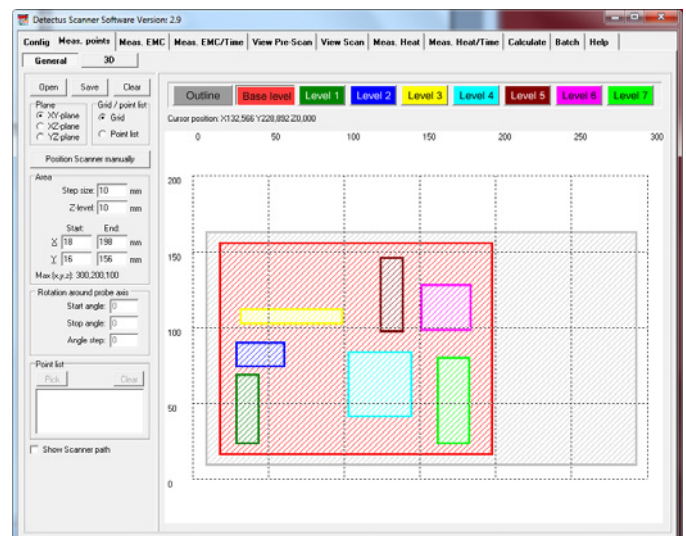 Detectus Scanner Software Version: 2.9
Config Meas. points Meas. EMC Meas. EMC/Time View Pre-Scan View Scan Meas. Heat Meas. Heat/Time Calculate Batch Help
General 3D
Open Save Clear
Plane Grid / point list
XY-plane Grid
XZ-plane Point list
YZ-plane
Position Scanner manually
Area
Step size: 10 mm
Z-level: 10 mm
Start: End:
X 18 198 mm
Y 16 156 mm
Max (x,y,z): 300,200,100
Rotation around probe axis
Start angle: 0
Stop angle: 0
Angle step: 0
Point list
Pick Clear
Show Scanner path
Outline Base level Level 1 Level 2 Level 3 Level 4 Level 5 Level 6 Level 7
Cursor position: X132,566 Y228,892 Z0,000
0 50 100 150 200 250 300
200
150
100
50
0